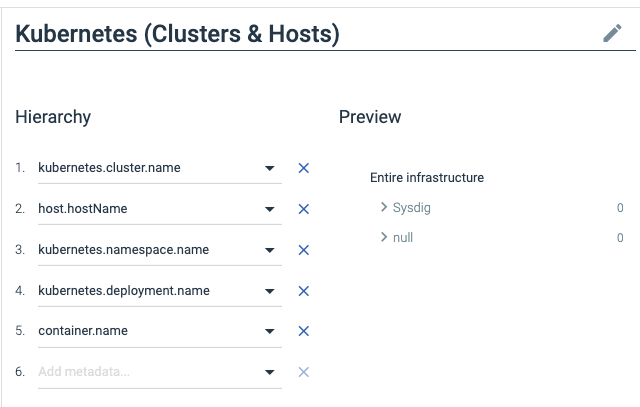 Kubernetes (Clusters & Hosts)
Hierarchy
1. kubernetes.cluster.name
2. host.hostName
3. kubernetes.namespace.name
4. kubernetes.deployment.name
5. container.name
6. Add metadata...
Preview
Entire infrastructure
Sysdig 0
null 0